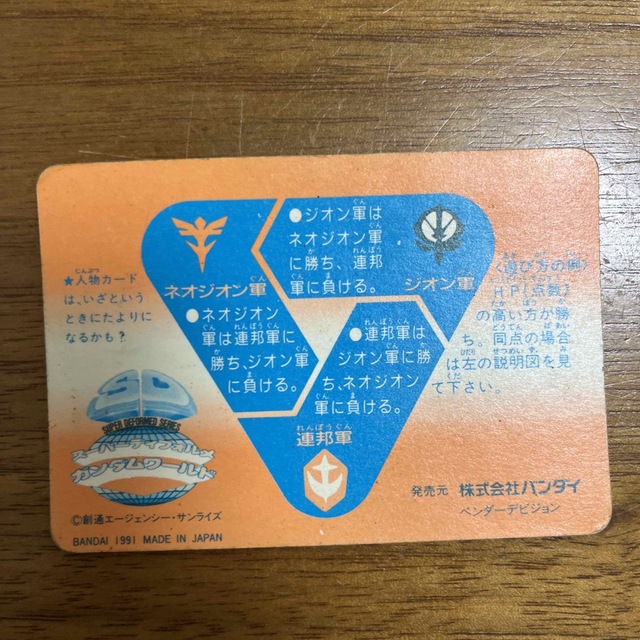 ★人物カード
は、いざという
ときにたよりに
なるかも？
ネオジオン軍
●ジオン軍は
ネオジオン軍
に勝ち、連邦
軍に負ける。
ジオン軍
●ネオジオン
軍は連邦軍に
勝ち、ジオン軍
に負ける。
●連邦軍は
ジオン軍に勝
ち、ネオジオン
軍に負ける。
連邦軍
〈遊び方の例〉
HP(点数)
の高い方が勝
ち。同点の場合
は左の説明図を見
て下さい。
SD
SUPER DEFORMED SERIES
スーパーディフォルメ
ガンダムワールド
©創通エージェンシー・サンライズ
BANDAI 1991 MADE IN JAPAN
発売元 株式会社バンダイ
ベンダーデビジョン